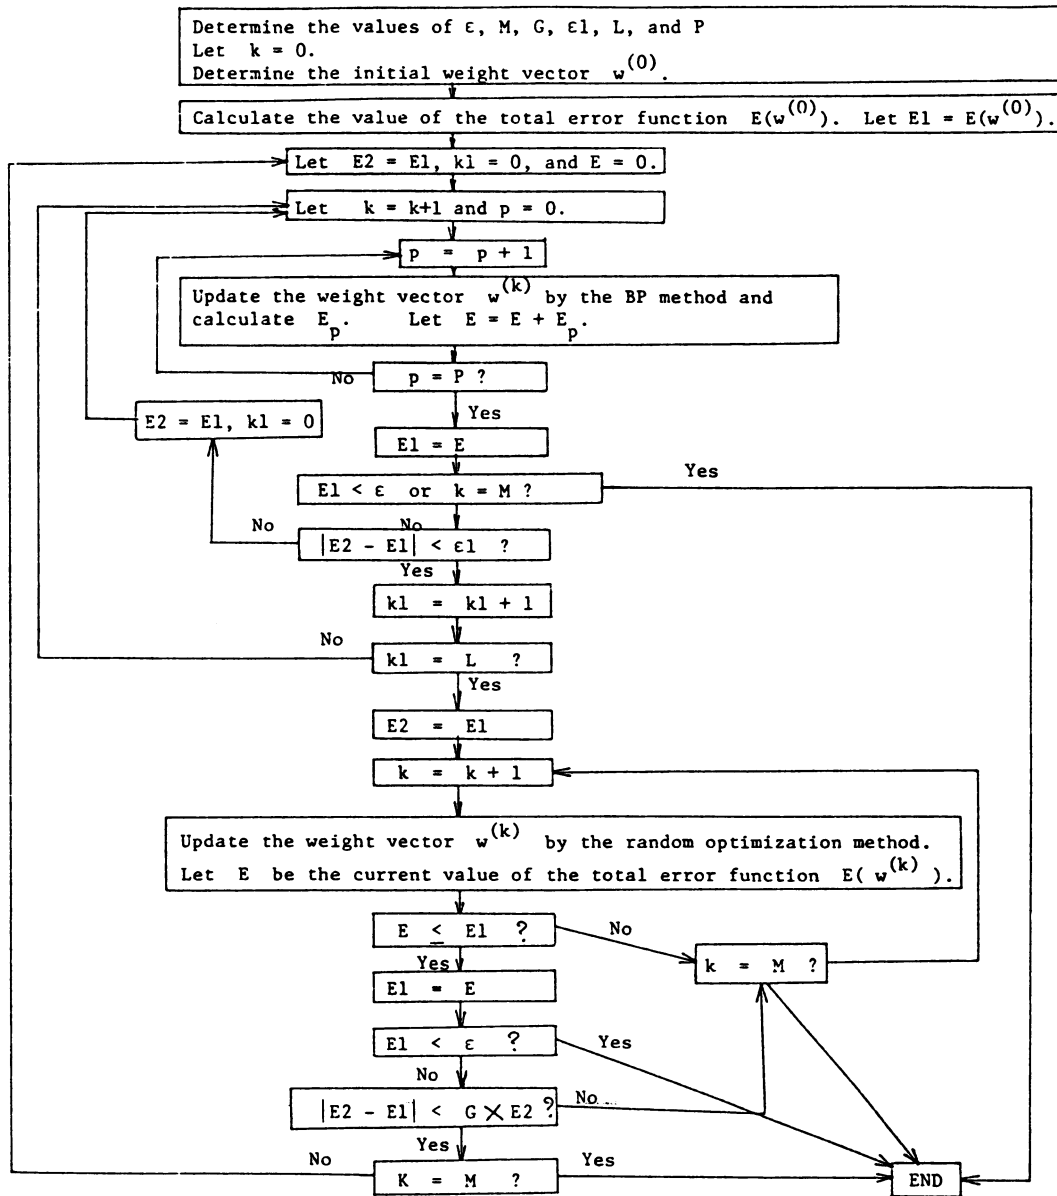 Determine the values of ε, M, G, ε1, L, and P
Let k = 0.
Determine the initial weight vector w^(0).
Calculate the value of the total error function E(w^(0)). Let E1 = E(w^(0)).
Let E2 = E1, k1 = 0, and E = 0.
Let k = k+1 and p = 0.
p = p + 1
Update the weight vector w^(k) by the BP method and
calculate E_p. Let E = E + E_p.
No
p = P ?
Yes
E2 = E1, k1 = 0
E1 = E
Yes
E1 < ε or k = M ?
No
No
|E2 - E1| < ε1 ?
Yes
k1 = k1 + 1
No
k1 = L ?
Yes
E2 = E1
k = k + 1
Update the weight vector w^(k) by the random optimization method.
Let E be the current value of the total error function E( w^(k) ).
E ≤ E1 ?
No
Yes
k = M ?
E1 = E
E1 < ε ?
Yes
No
|E2 - E1| < G × E2 ?
No
Yes
No
K = M ?
Yes
END